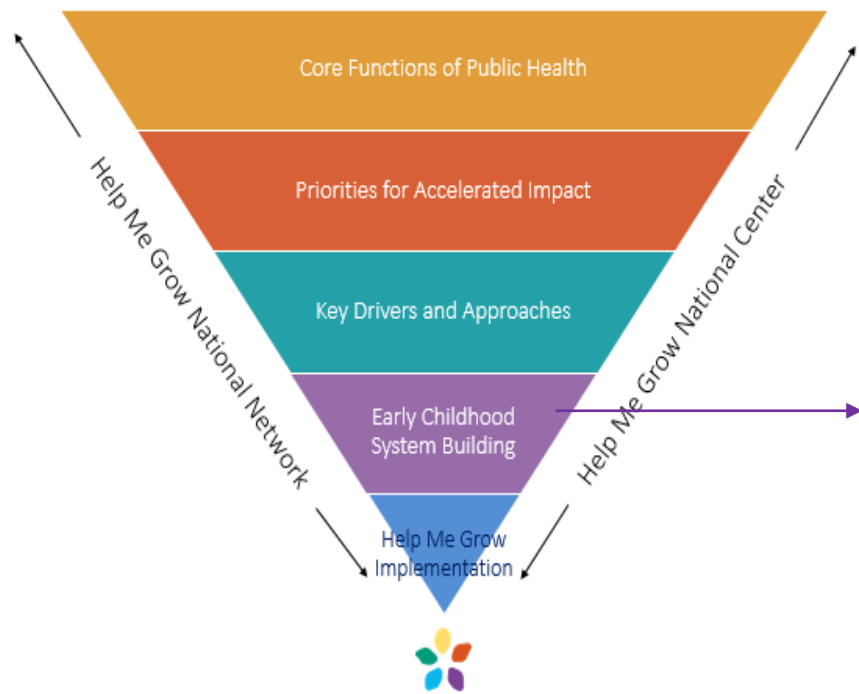 Core Functions of Public Health
Priorities for Accelerated Impact
Key Drivers and Approaches
Early Childhood
System Building
Help Me Grow
Implementation
Help Me Grow National Network
Help Me Grow National Center